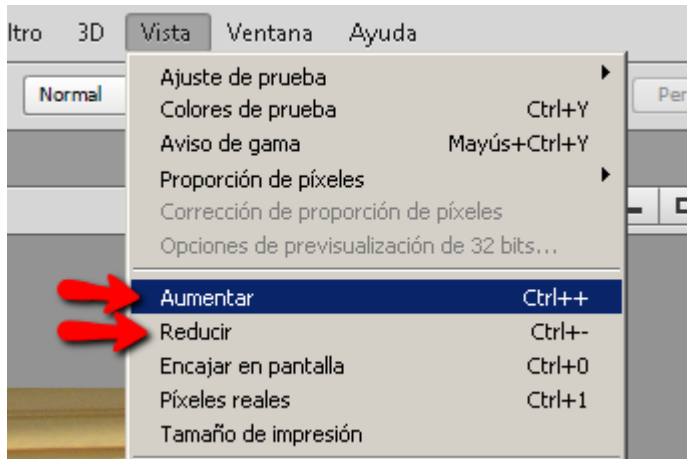 ltro 3D Vista Ventana Ayuda
Normal
Ajuste de prueba
Colores de prueba Ctrl+Y
Aviso de gama Mayús+Ctrl+Y
Proporción de píxeles
Corrección de proporción de píxeles
Opciones de previsualización de 32 bits...
Aumentar Ctrl++
Reducir Ctrl+-
Encajar en pantalla Ctrl+0
Píxeles reales Ctrl+1
Tamaño de impresión
Per